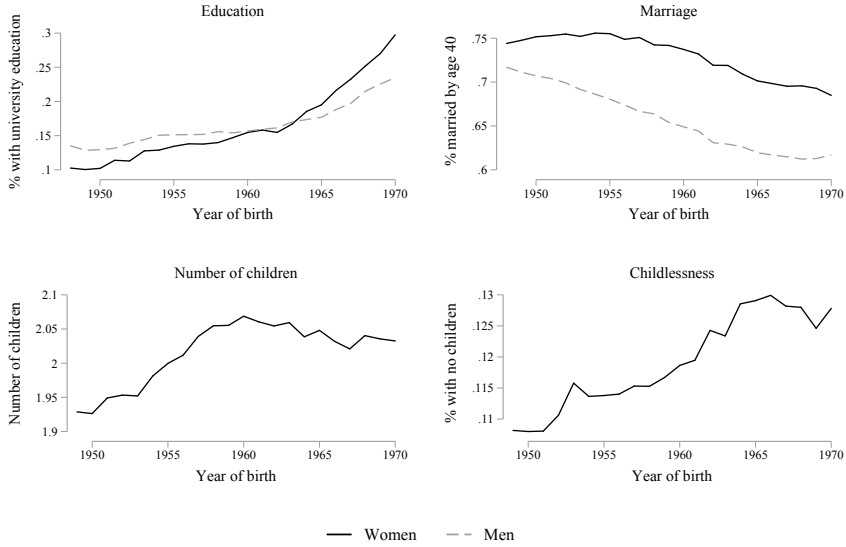 Education
% with university education
.3
.25
.2
.15
.1
1950 1955 1960 1965 1970
Year of birth
Marriage
% married by age 40
.75
.7
.65
.6
1950 1955 1960 1965 1970
Year of birth
Number of children
Number of children
2.1
2.05
2
1.95
1.9
1950 1955 1960 1965 1970
Year of birth
Childlessness
% with no children
.13
.125
.12
.115
.11
1950 1955 1960 1965 1970
Year of birth
Women Men